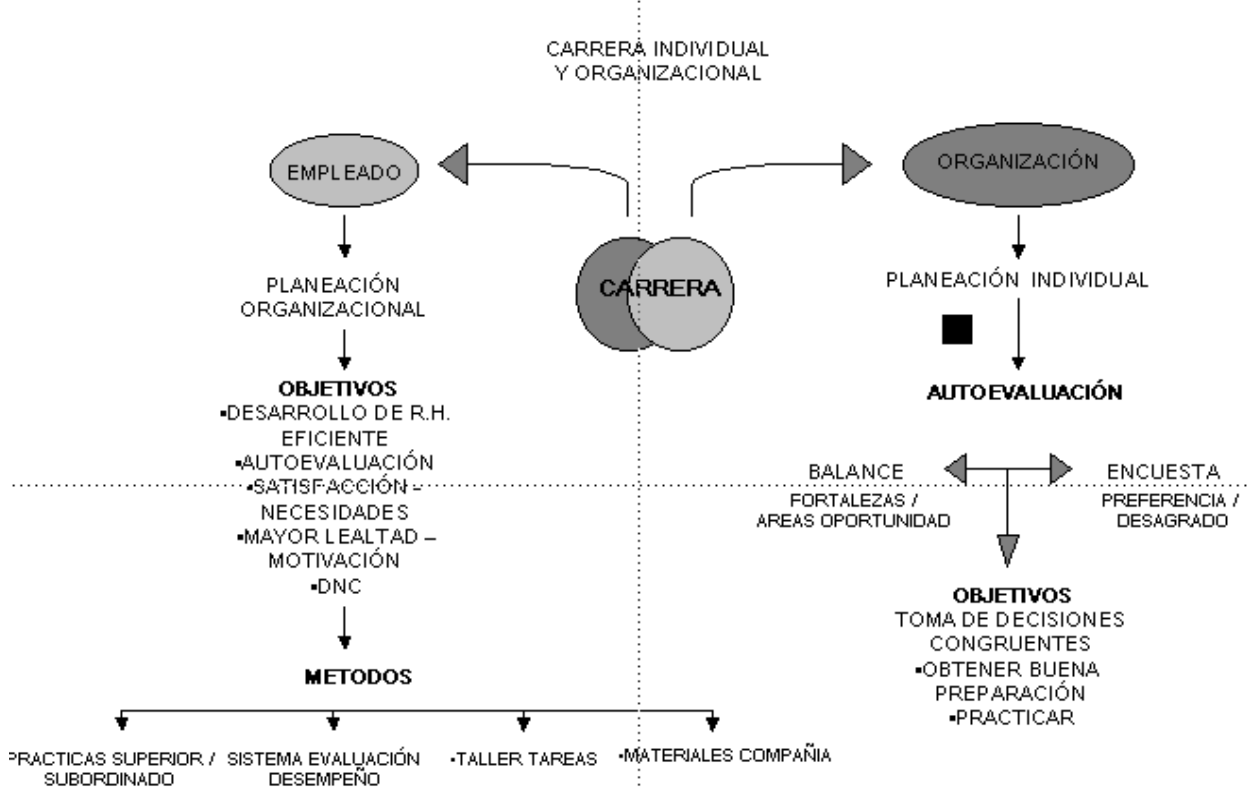 CARRERA INDIVIDUAL
Y ORGANIZACIONAL
EMPLEADO
ORGANIZACIÓN
CARRERA
PLANEACIÓN
ORGANIZACIONAL
PLANEACIÓN INDIVIDUAL
OBJETIVOS
▪DESARROLLO DE R.H.
EFICIENTE
▪AUTOEVALUACIÓN
▪SATISFACCIÓN –
NECESIDADES
▪MAYOR LEALTAD –
MOTIVACIÓN
▪DNC
METODOS
PRACTICAS SUPERIOR /
SUBORDINADO
SISTEMA EVALUACIÓN
DESEMPEÑO
▪TALLER TAREAS
▪MATERIALES COMPAÑIA
AUTOEVALUACIÓN
BALANCE
FORTALEZAS /
AREAS OPORTUNIDAD
ENCUESTA
PREFERENCIA /
DESAGRADO
OBJETIVOS
TOMA DE DECISIONES
CONGRUENTES
▪OBTENER BUENA
PREPARACIÓN
▪PRACTICAR